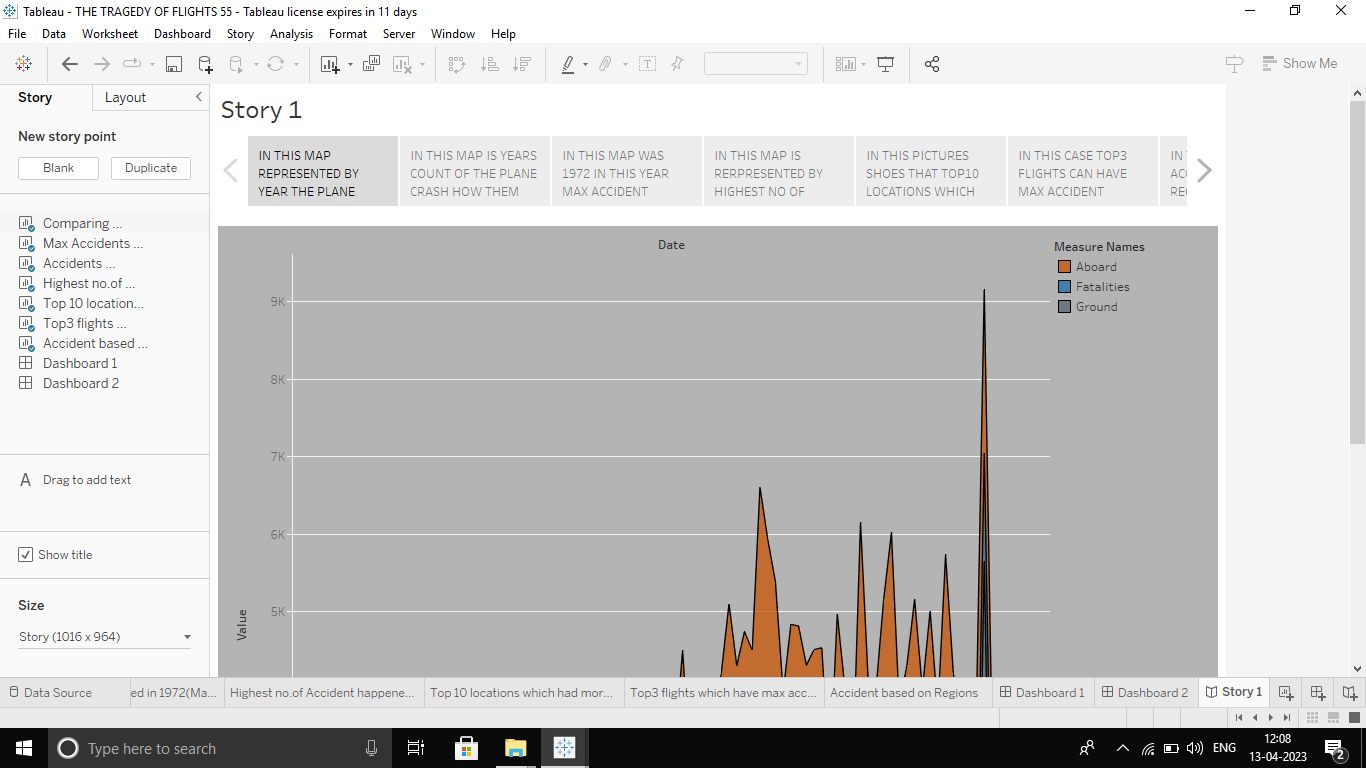 Tableau - THE TRAGEDY OF FLIGHTS 55 - Tableau license expires in 11 days
File Data Worksheet Dashboard Story Analysis Format Server Window Help
Show Me
Story Layout
New story point
Blank Duplicate
Comparing ...
Max Accidents ...
Accidents ...
Highest no.of ...
Top 10 location...
Top3 flights ...
Accident based ...
Dashboard 1
Dashboard 2
A Drag to add text
Show title
Size
Story (1016 x 964)
Story 1
IN THIS MAP
REPRESENTED BY
YEAR THE PLANE
IN THIS MAP IS YEARS
COUNT OF THE PLANE
CRASH HOW THEM
IN THIS MAP WAS
1972 IN THIS YEAR
MAX ACCIDENT
IN THIS MAP IS
RERPRESENTED BY
HIGHEST NO OF
IN THIS PICTURES
SHOES THAT TOP10
LOCATIONS WHICH
IN THIS CASE TOP3
FLIGHTS CAN HAVE
MAX ACCIDENT
Date
9K
8K
7K
6K
5K
Value
Measure Names
Aboard
Fatalities
Ground
Data Source ed in 1972(Ma... Highest no.of Accident happene... Top 10 locations which had mor... Top3 flights which have max acc... Accident based on Regions Dashboard 1 Dashboard 2 Story 1
Type here to search
ENG
12:08
13-04-2023
2